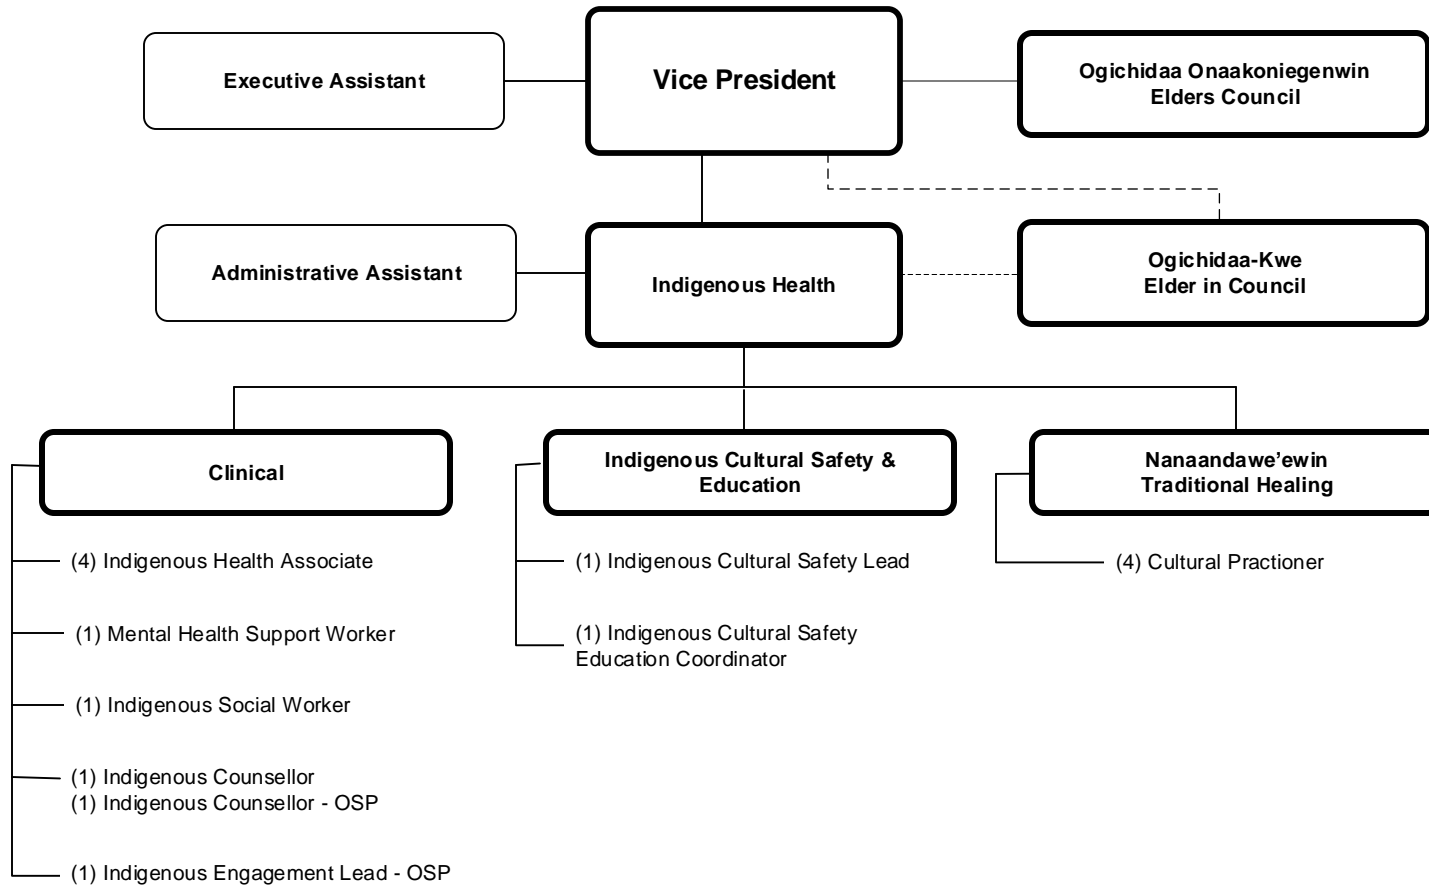 Executive Assistant
Vice President
Ogichidaa Onaakoniegenwin
Elders Council
Administrative Assistant
Indigenous Health
Ogichidaa-Kwe
Elder in Council
Clinical
(4) Indigenous Health Associate
(1) Mental Health Support Worker
(1) Indigenous Social Worker
(1) Indigenous Counsellor
(1) Indigenous Counsellor - OSP
(1) Indigenous Engagement Lead - OSP
Indigenous Cultural Safety &
Education
(1) Indigenous Cultural Safety Lead
(1) Indigenous Cultural Safety
Education Coordinator
Nanaandawe’ewin
Traditional Healing
(4) Cultural Practioner